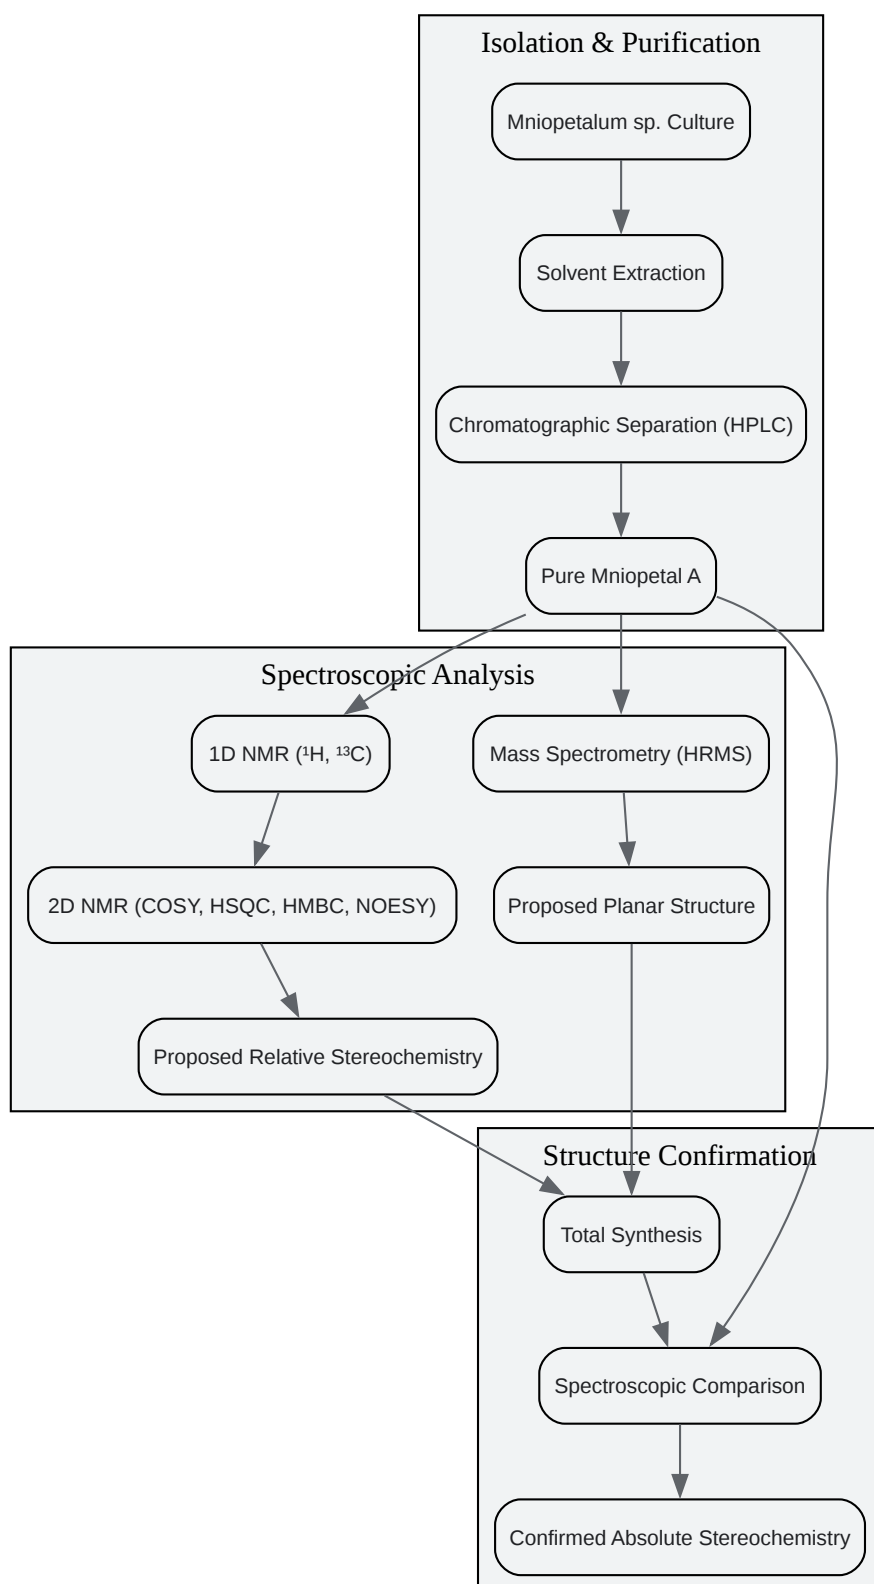 Isolation & Purification
Mniopetalum sp. Culture
Solvent Extraction
Chromatographic Separation (HPLC)
Pure Mniopetal A
Spectroscopic Analysis
1D NMR (¹H, ¹³C)
Mass Spectrometry (HRMS)
2D NMR (COSY, HSQC, HMBC, NOESY)
Proposed Planar Structure
Proposed Relative Stereochemistry
Structure Confirmation
Total Synthesis
Spectroscopic Comparison
Confirmed Absolute Stereochemistry